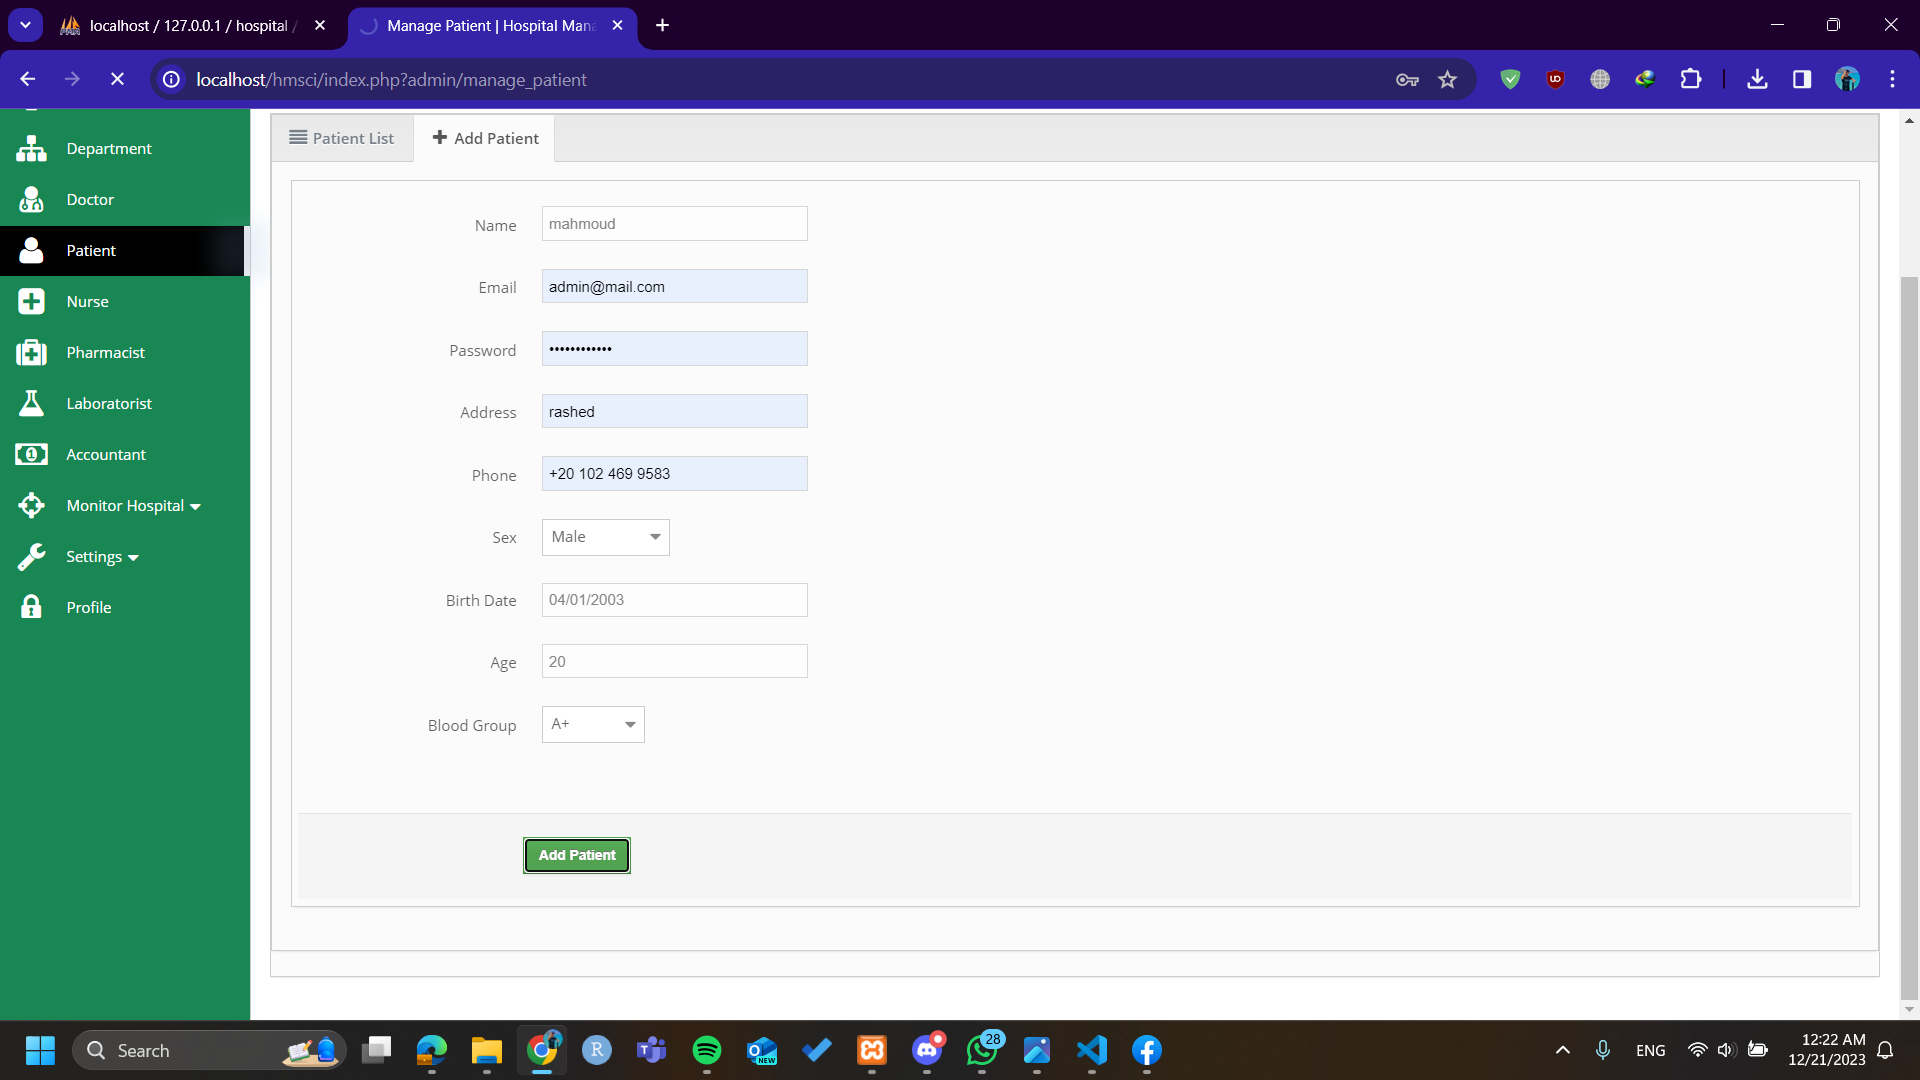 localhost / 127.0.0.1 / hospital /
Manage Patient | Hospital Mana
localhost/hmsci/index.php?admin/manage_patient
Department
Doctor
Patient
Nurse
Pharmacist
Laboratorist
Accountant
Monitor Hospital
Settings
Profile
Patient List
Add Patient
Name mahmoud
Email admin@mail.com
Password ••••••••••••
Address rashed
Phone +20 102 469 9583
Sex Male
Birth Date 04/01/2003
Age 20
Blood Group A+
Add Patient
Search
NEW
28
ENG
12:22 AM
12/21/2023